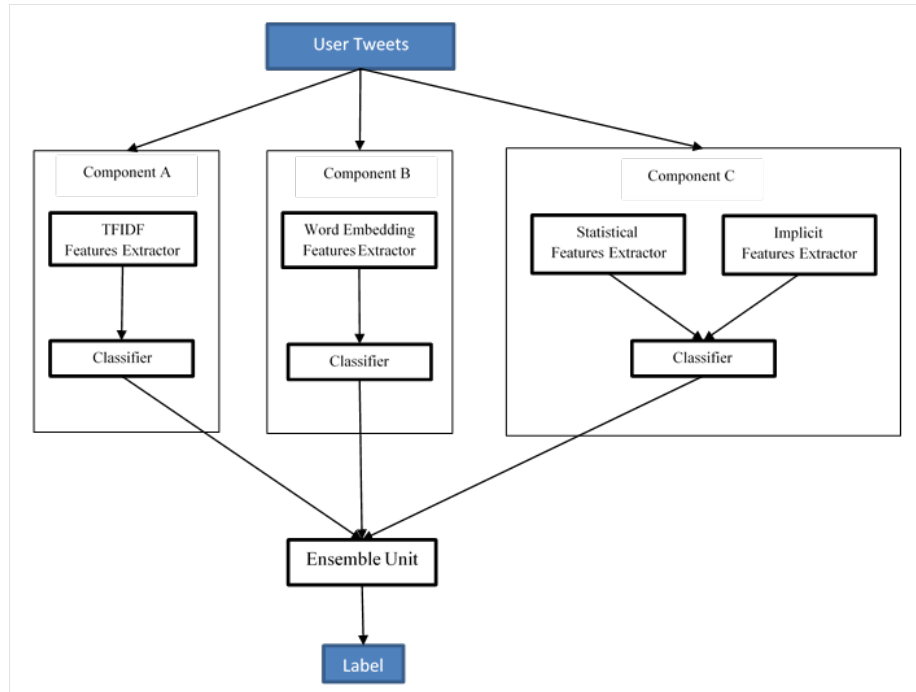 User Tweets
Component A
TFIDF
Features Extractor
Classifier
Component B
Word Embedding
Features Extractor
Classifier
Component C
Statistical
Features Extractor
Implicit
Features Extractor
Classifier
Ensemble Unit
Label